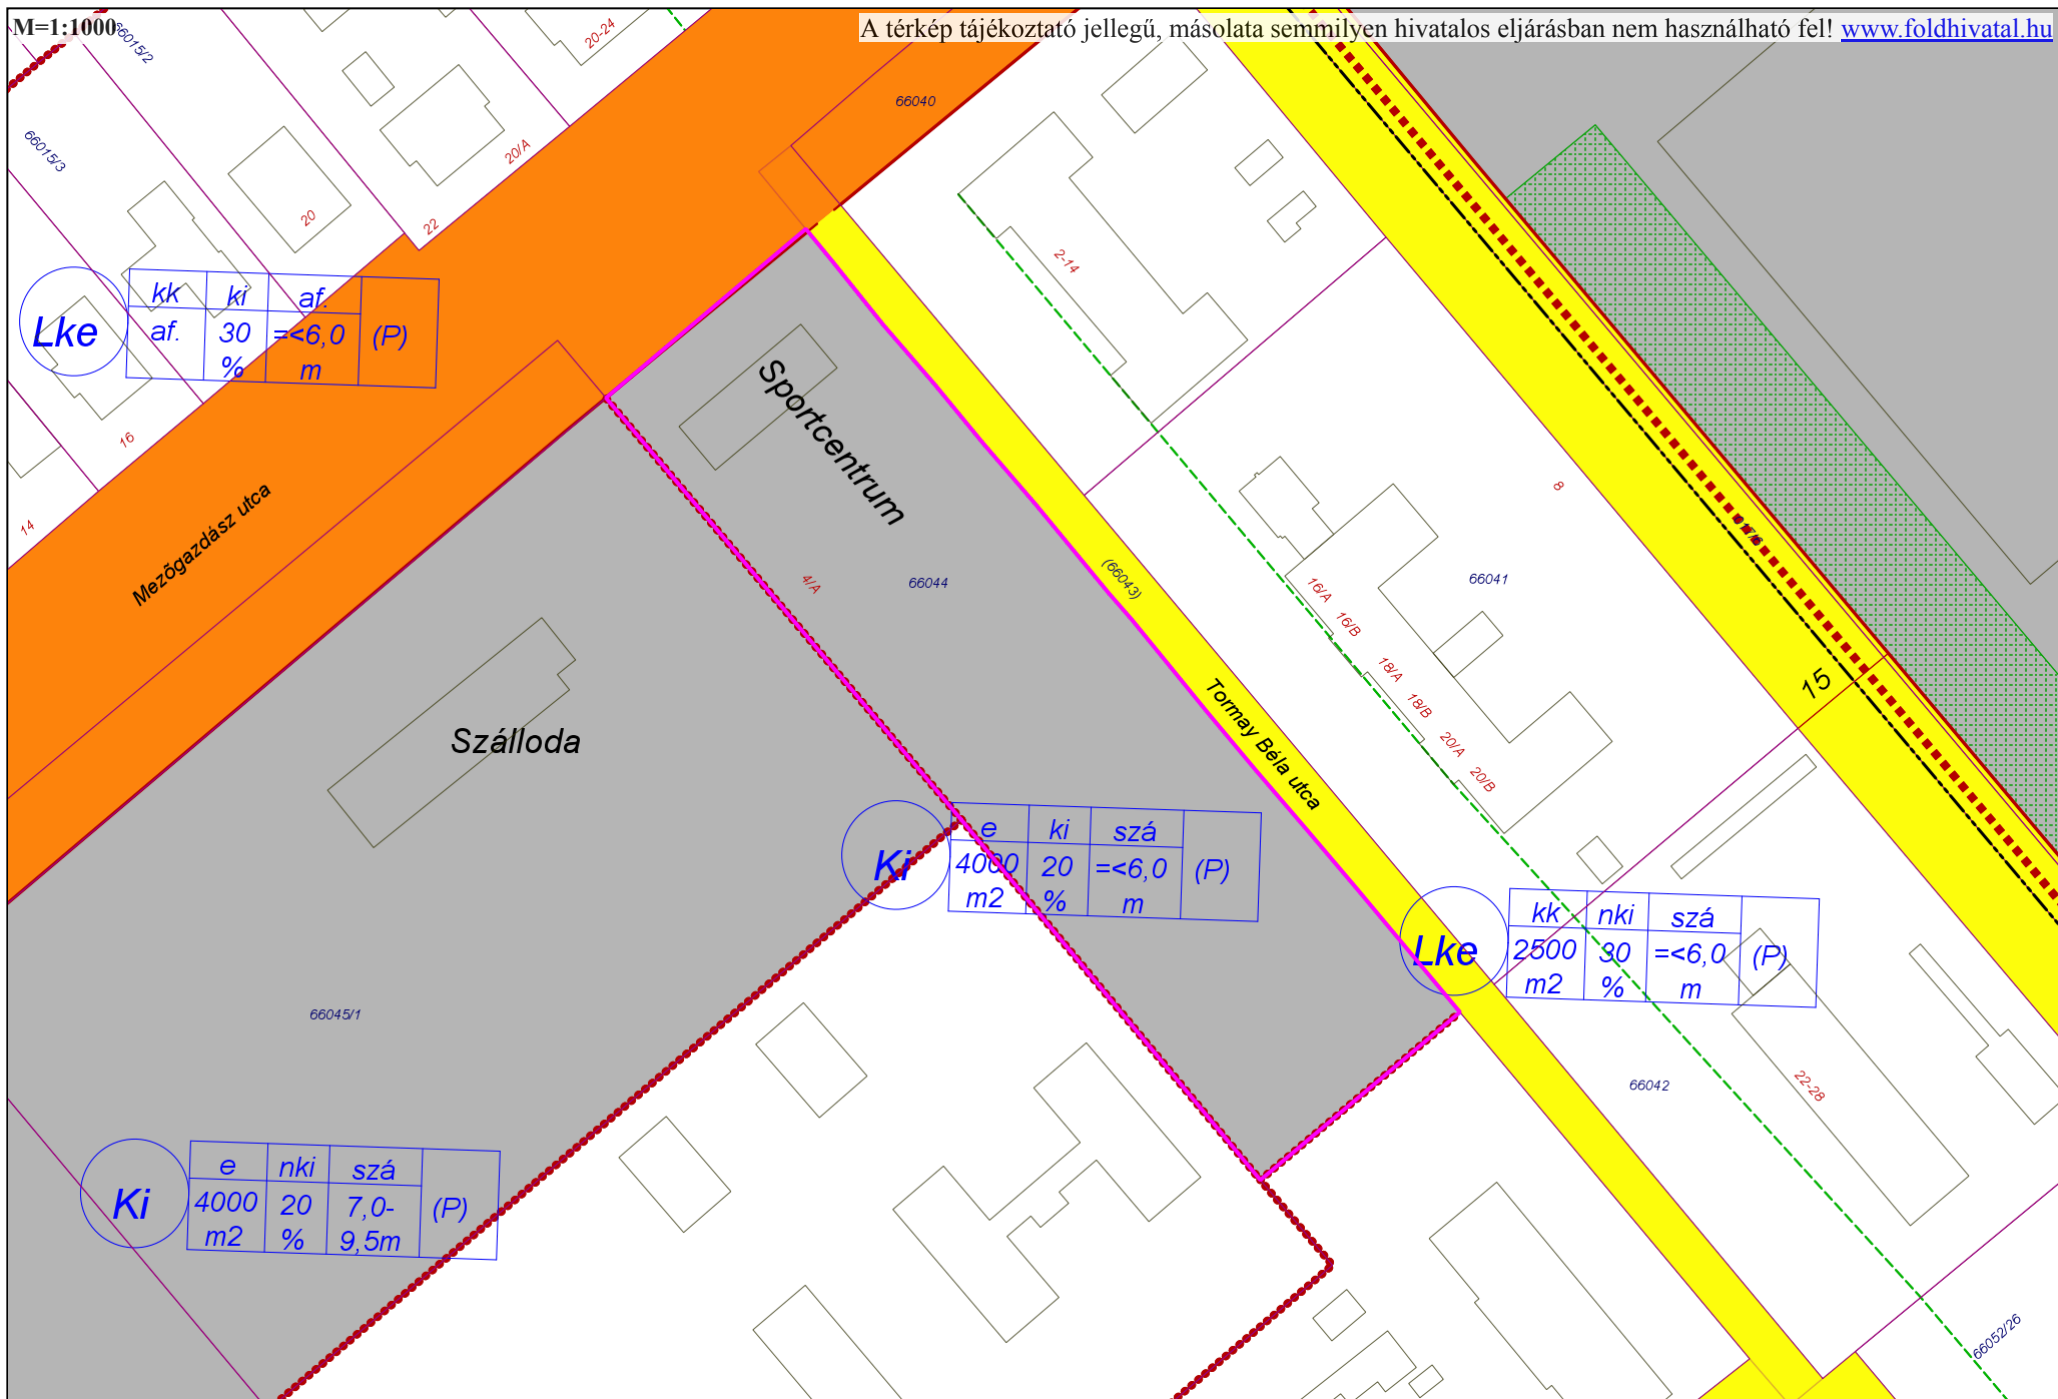 M=1:1000
A térkép tájékoztató jellegű, másolata semmilyen hivatalos eljárásban nem használható fel! www.foldhivatal.hu
66015/2
20-24
66040
66015/3
20/A
20
22
2-14
Lke
kk ki af.
af. 30 =<6,0 (P)
% m
16
14
Mezőgazdász utca
Sportcentrum
8
4/A
66044
(66043)
66041
16/A
16/B
18/A
18/B
20/A
20/B
15
Tormay Béla utca
Szálloda
Ki
e ki szá
4000 20 =<6,0 (P)
m2 % m
Lke
kk nki szá
2500 30 =<6,0 (P)
m2 % m
66045/1
66042
22-28
Ki
e nki szá
4000 20 7,0- (P)
m2 % 9,5m
66052/26